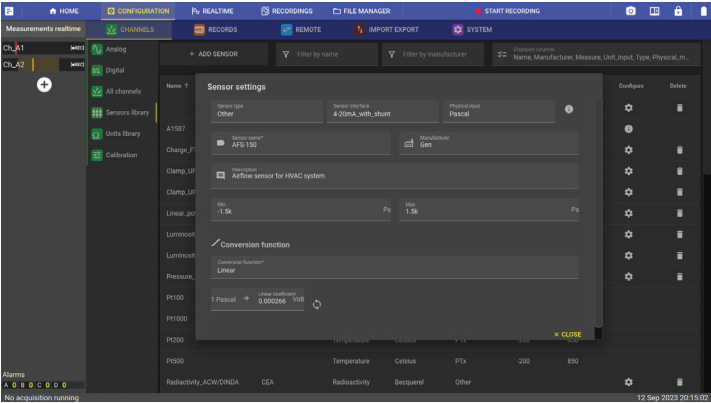 HOME
CONFIGURATION
REALTIME
RECORDINGS
FILE MANAGER
START RECORDING
Measurements realtime
CHANNELS
RECORDS
REMOTE
IMPORT EXPORT
SYSTEM
Ch_A1
Ch_A2
Analog
Digital
All channels
Sensors library
Units library
Calibration
+ ADD SENSOR
Filter by name
Filter by manufacturer
Displayed columns
Name, Manufacturer, Measure, Unit_Input, Type, Physical_m...
Name ↑
Configure
Delete
A1587
Charge_F
Clamp_UF
Clamp_UF
Linear_po
Luminosit
Luminosit
Pressure_
Pt100
Pt1000
Pt200
Temperature Celsius PTx -200 850
Pt500
Temperature Celsius PTx -200 850
Radiactivity_ACW/DINDA CEA Radioactivity Becquerel Other
Sensor settings
Sensor type
Other
Sensor interface
4-20mA_with_shunt
Physical input
Pascal
Sensor name*
AFS-150
Manufacturer
Gen
Description
Airflow sensor for HVAC system
Min
-1.5k
Pa
Max
1.5k
Pa
Conversion function
Conversion function*
Linear
1 Pascal →
Linear coefficient
0.000266 Volt
× CLOSE
Alarms
A 0 B 0 C 0 D 0
No acquisition running
12 Sep 2023 20:15:02